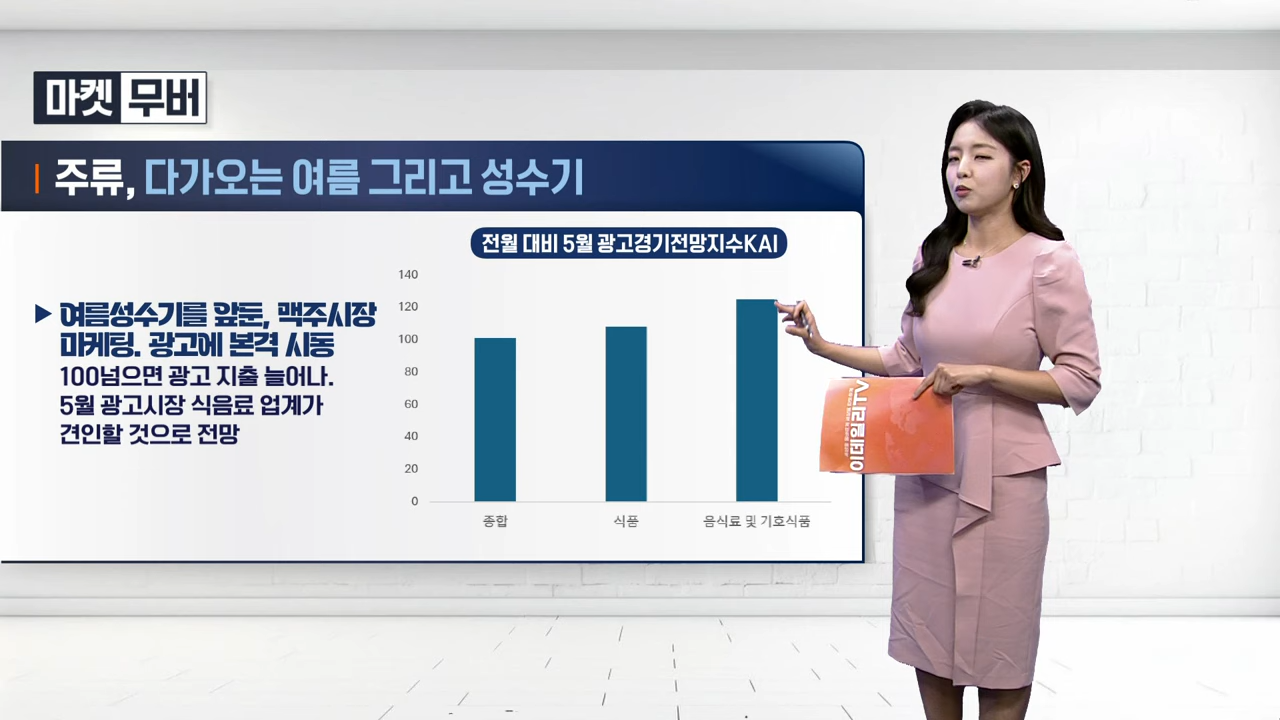 마켓 무버
주류, 다가오는 여름 그리고 성수기
전월 대비 5월 광고경기전망지수KAI
▶ 여름성수기를 앞둔, 맥주시장
마케팅. 광고에 본격 시동
100넘으면 광고 지출 늘어나.
5월 광고시장 식음료 업계가
견인할 것으로 전망
140
120
100
80
60
40
20
0
종합
식품
음식료 및 기호식품
이데일리TV